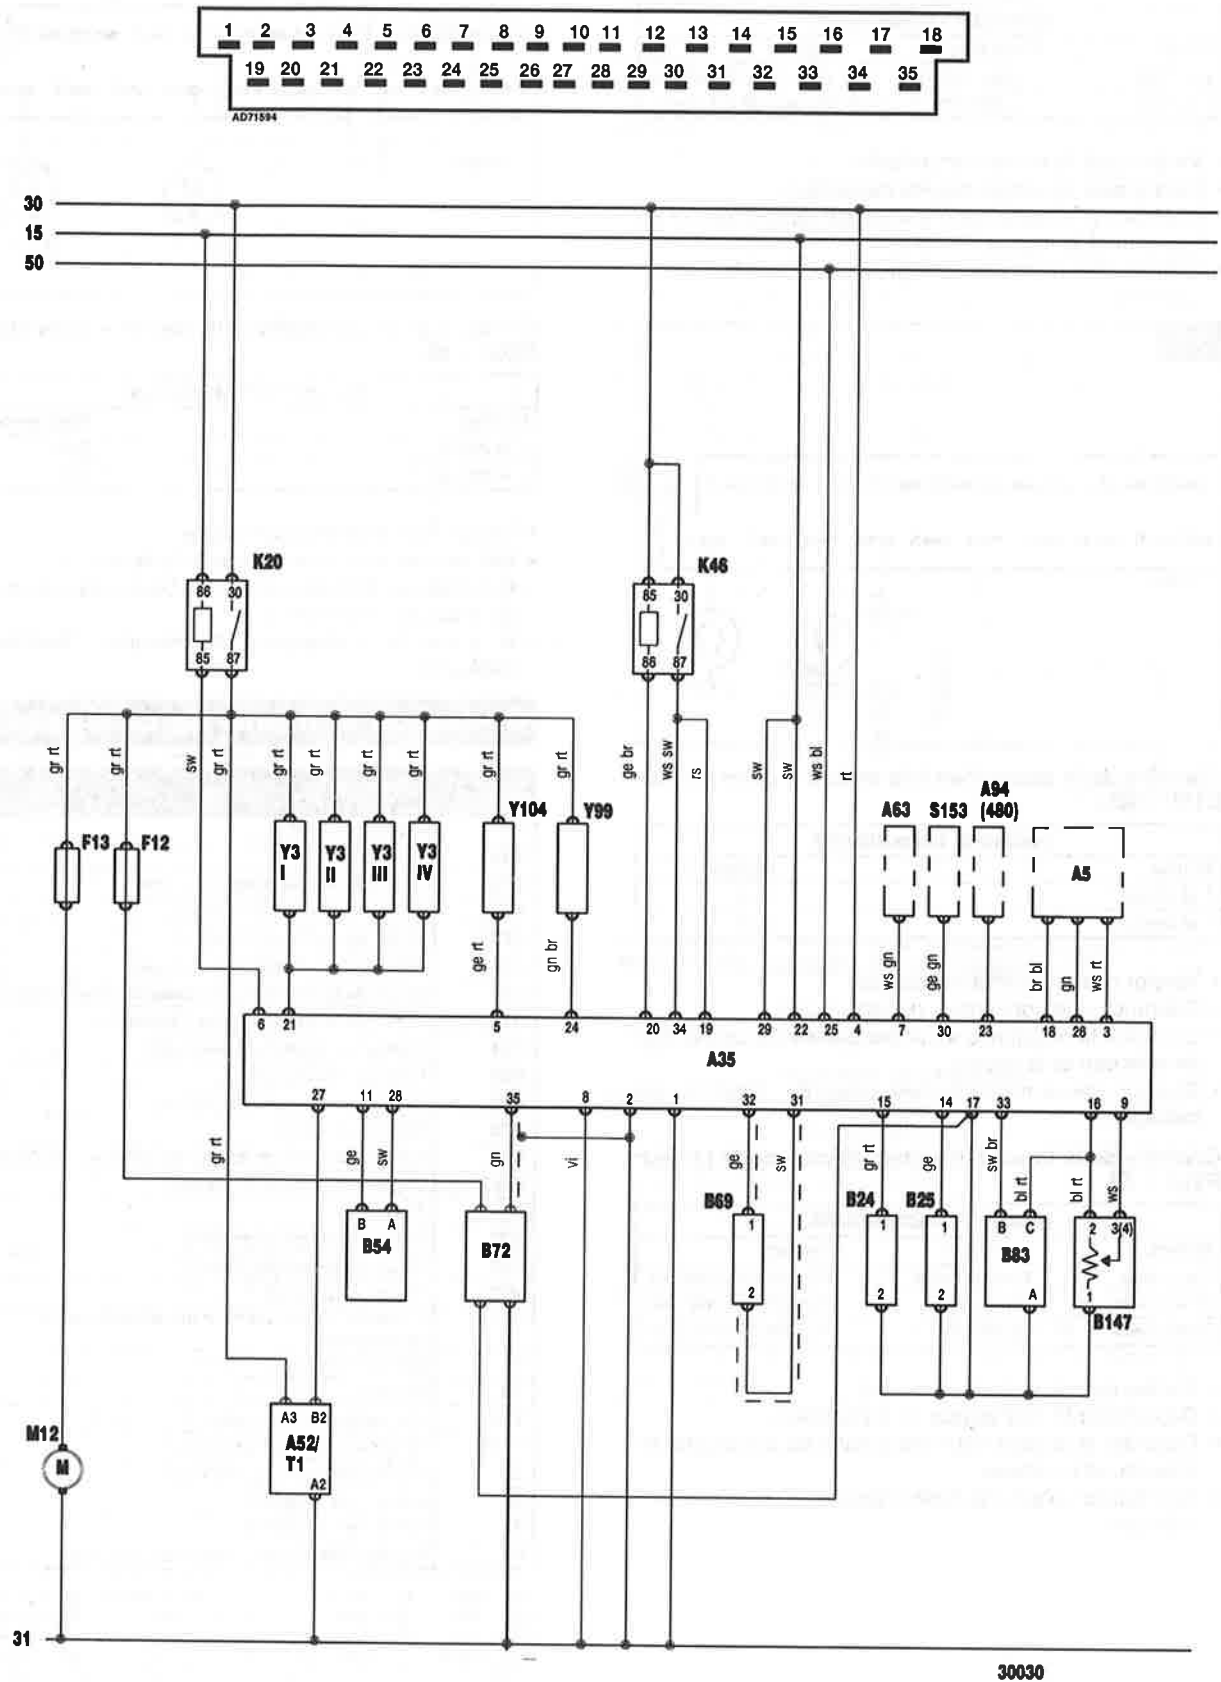 1 2 3 4 5 6 7 8 9 10 11 12 13 14 15 16 17 18
19 20 21 22 23 24 25 26 27 28 29 30 31 32 33 34 35
AD71594
30
15
50
K20
K46
86 30
85 30
85 87
86 87
gr rt gr rt sw gr rt gr rt gr rt gr rt gr rt gr rt gr rt ge br ws sw rs sw sw ws bl rt
F13 F12 Y3 I Y3 II Y3 III Y3 IV Y104 Y99
A63 S153 A94 (480) A5
ge rt gn br ws gn ge gn br bl gn ws rt
6 21 5 24 20 34 19 29 22 25 4 7 30 23 18 26 3
A35
27 11 28 35 8 2 1 32 31 15 14 17 33 16 9
gr rt ge sw gn vi ge sw gr rt ge sw br bl rt bl rt ws
B A
B54
B72
B69
1
2
B24
1
2
B25
1
2
B C
B83
A
2 3(4)
1
B147
M12
M
A3 B2
A52/
T1
A2
31
30030